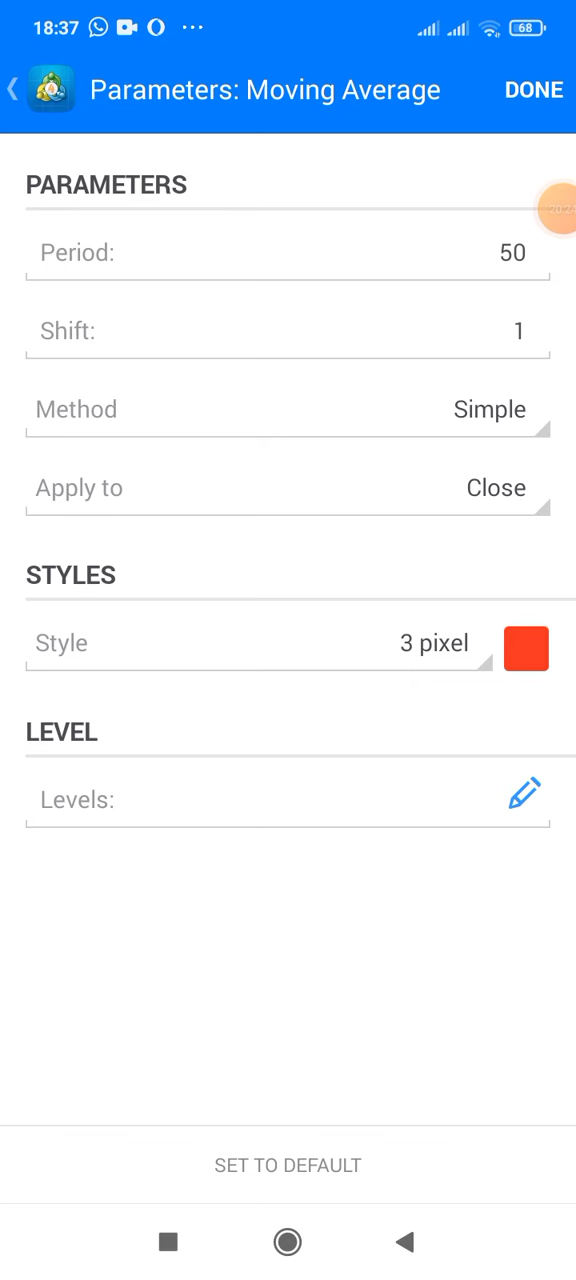 18:37 ... 68
Parameters: Moving Average DONE
PARAMETERS
Period: 50
Shift: 1
Method Simple
Apply to Close
STYLES
Style 3 pixel
LEVEL
Levels:
SET TO DEFAULT